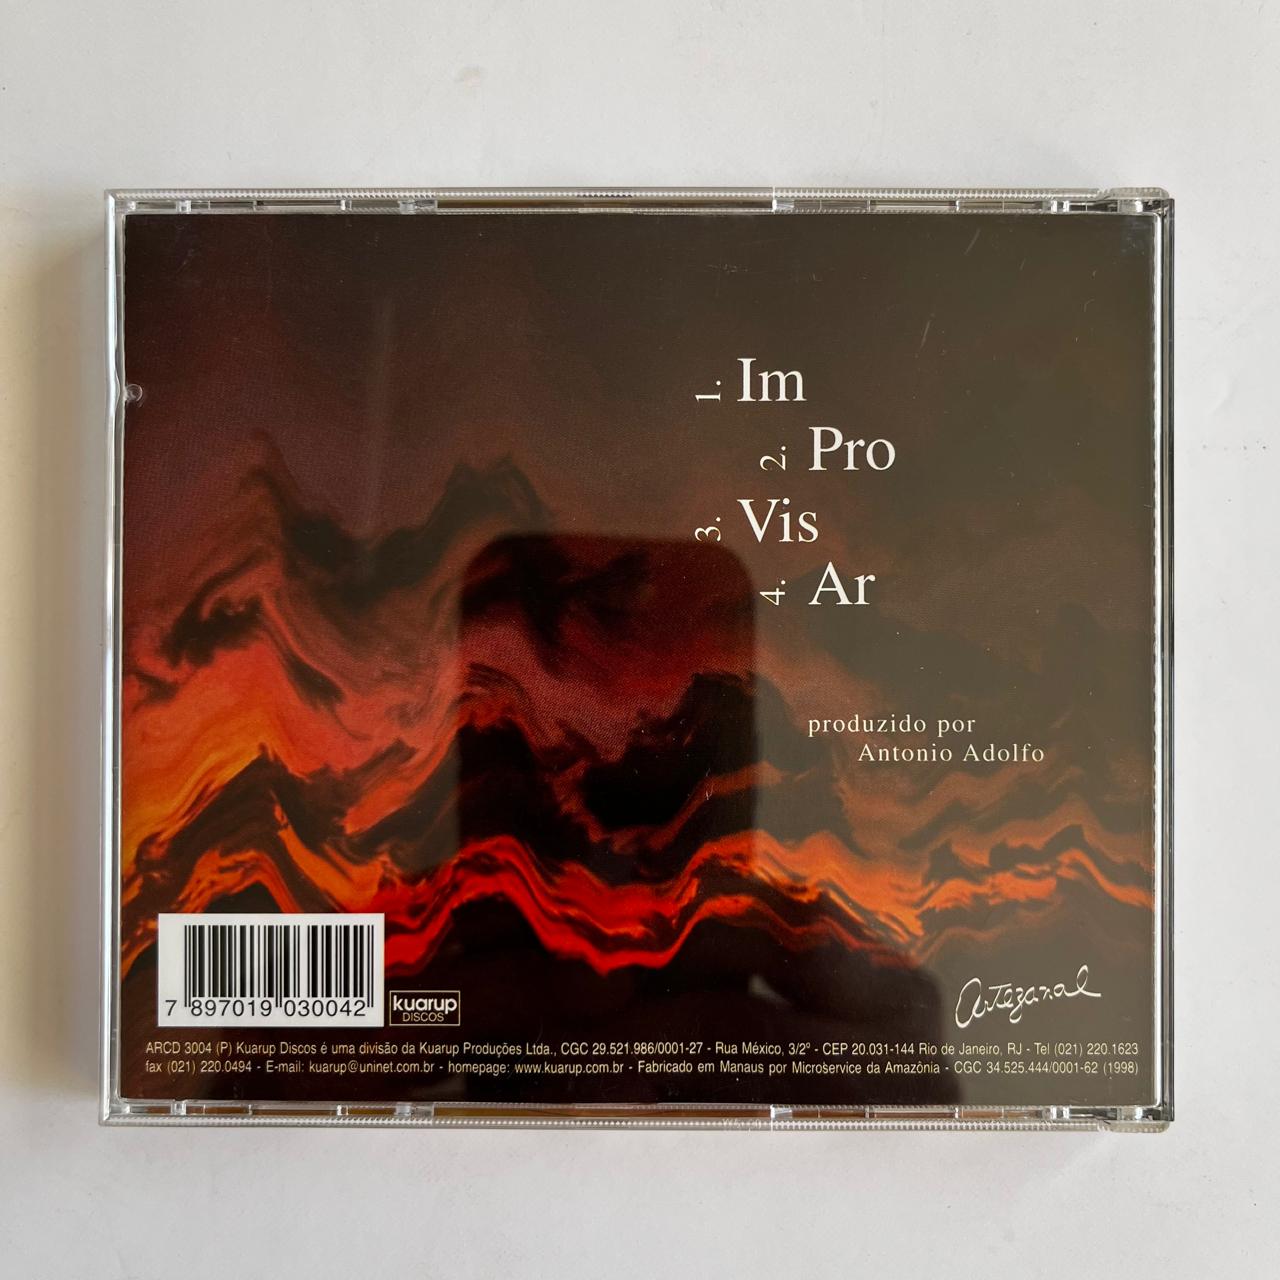 1. Im
2. Pro
3. Vis
4. Ar
produzido por
Antonio Adolfo
Artezanal
7 897019 030042
kuarup
DISCOS
ARCD 3004 (P) Kuarup Discos é uma divisão da Kuarup Produções Ltda., CGC 29.521.986/0001-27 - Rua México, 3/2º - CEP 20.031-144 Rio de Janeiro, RJ - Tel (021) 220.1623
fax (021) 220.0494 - E-mail: kuarup@uninet.com.br - homepage: www.kuarup.com.br - Fabricado em Manaus por Microservice da Amazônia - CGC 34.525.444/0001-62 (1998)